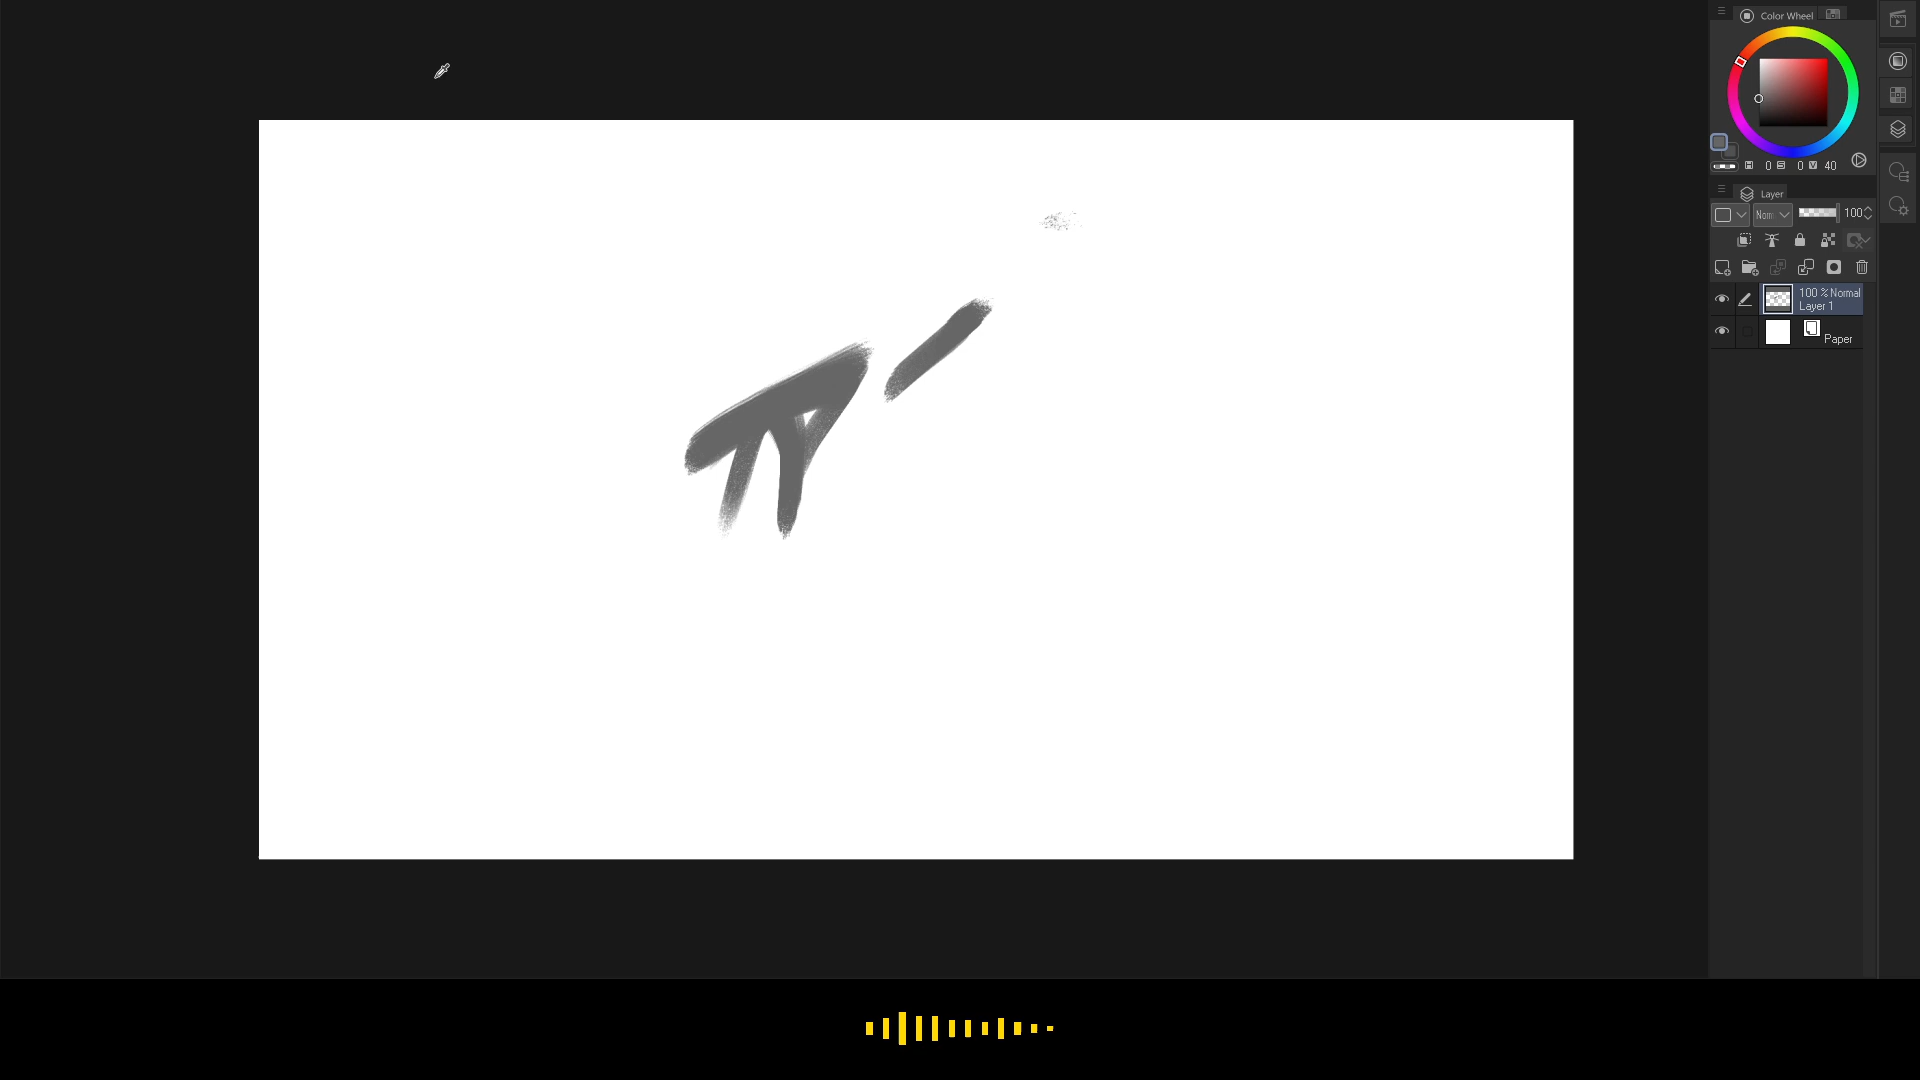 Color Wheel
0 0 40
Layer
Norm 100
100 % Normal
Layer 1
Paper